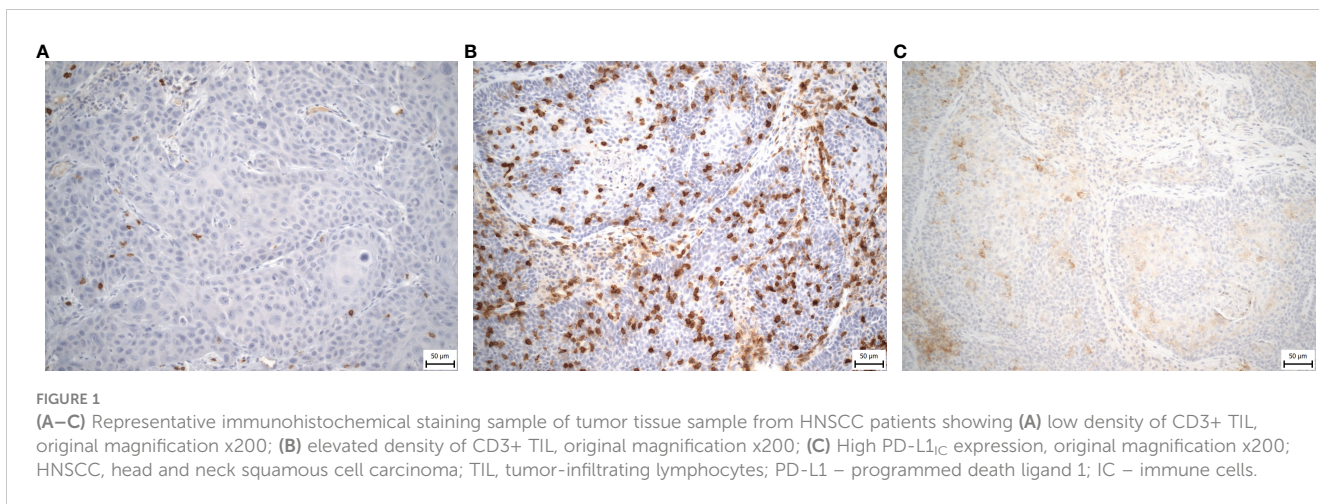 A
B
C
50 µm
50 µm
50 µm
FIGURE 1
(A–C) Representative immunohistochemical staining sample of tumor tissue sample from HNSCC patients showing (A) low density of CD3+ TIL,
original magnification x200; (B) elevated density of CD3+ TIL, original magnification x200; (C) High PD-L1IC expression, original magnification x200;
HNSCC, head and neck squamous cell carcinoma; TIL, tumor-infiltrating lymphocytes; PD-L1 – programmed death ligand 1; IC – immune cells.